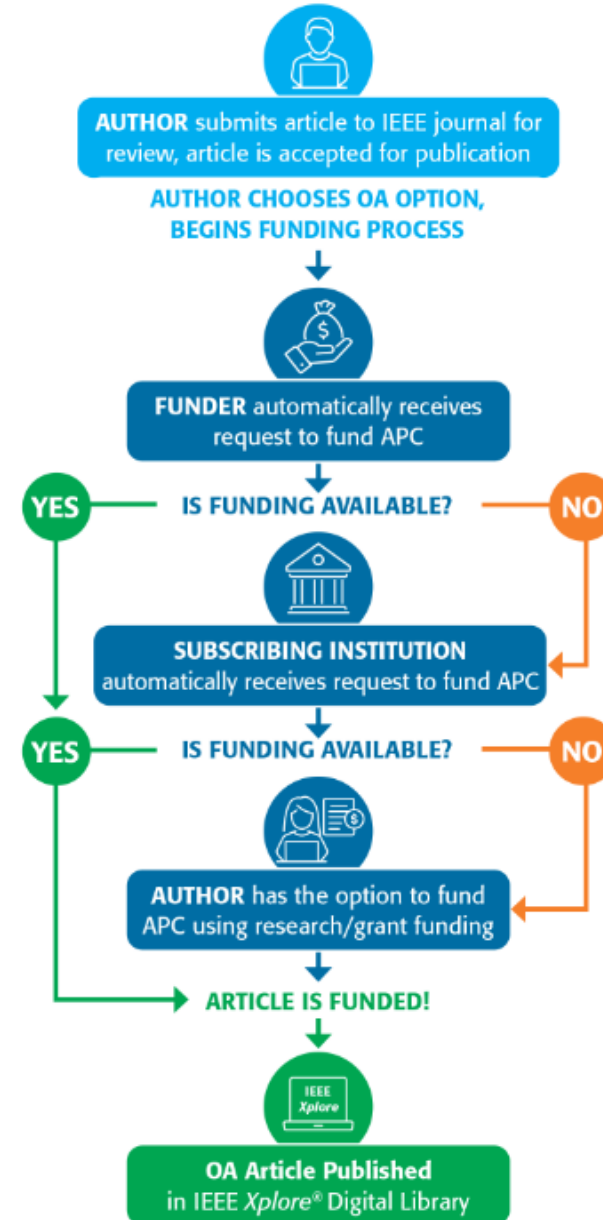 AUTHOR submits article to IEEE journal for
review, article is accepted for publication
AUTHOR CHOOSES OA OPTION,
BEGINS FUNDING PROCESS
$
FUNDER automatically receives
request to fund APC
YES
IS FUNDING AVAILABLE?
NO
SUBSCRIBING INSTITUTION
automatically receives request to fund APC
YES
IS FUNDING AVAILABLE?
NO
$
AUTHOR has the option to fund
APC using research/grant funding
ARTICLE IS FUNDED!
IEEE
Xplore
OA Article Published
in IEEE Xplore® Digital Library